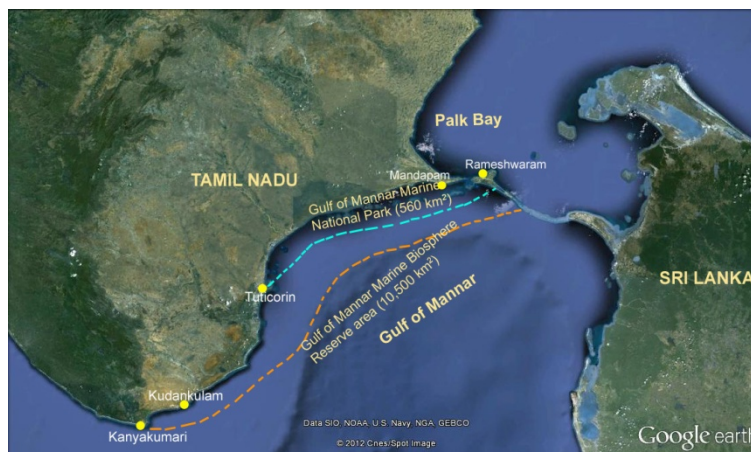 Palk Bay
Rameshwaram
TAMIL NADU
Mandapam
Gulf of Mannar Marine
National Park (560 km²)
SRI LANKA
Gulf of Mannar Marine Biosphere
Reserve area (10,500 km²)
Gulf of Mannar
Tuticorin
Kudankulam
Kanyakumari
Data SIO, NOAA, U.S. Navy, NGA, GEBCO
© 2012 Cnes/Spot Image
Google earth